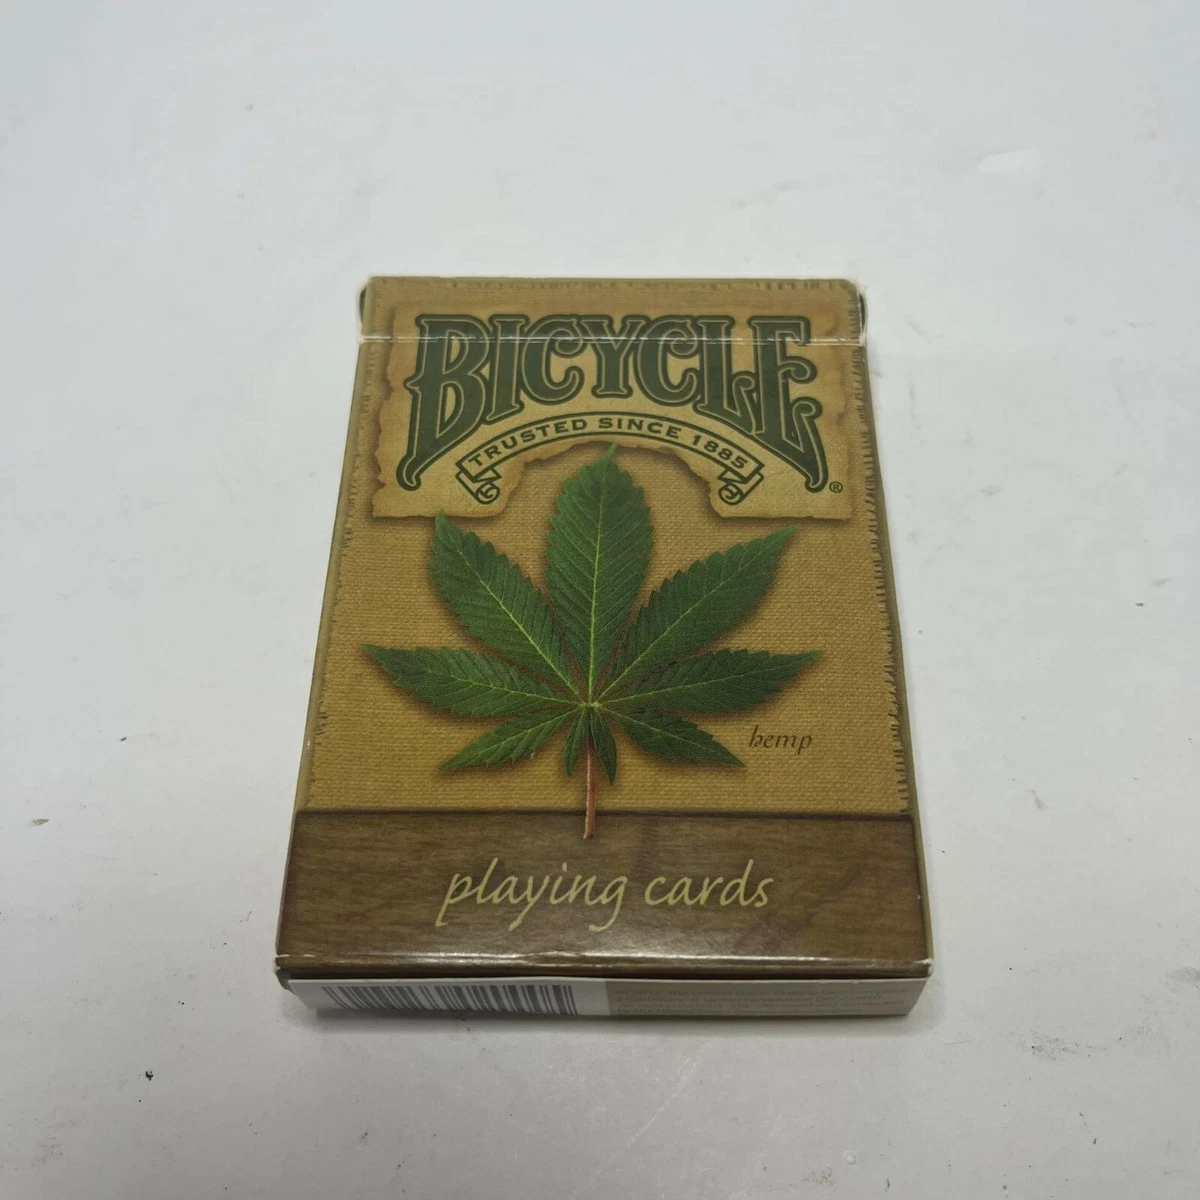 BICYCLE
TRUSTED SINCE 1885
®
hemp
playing cards